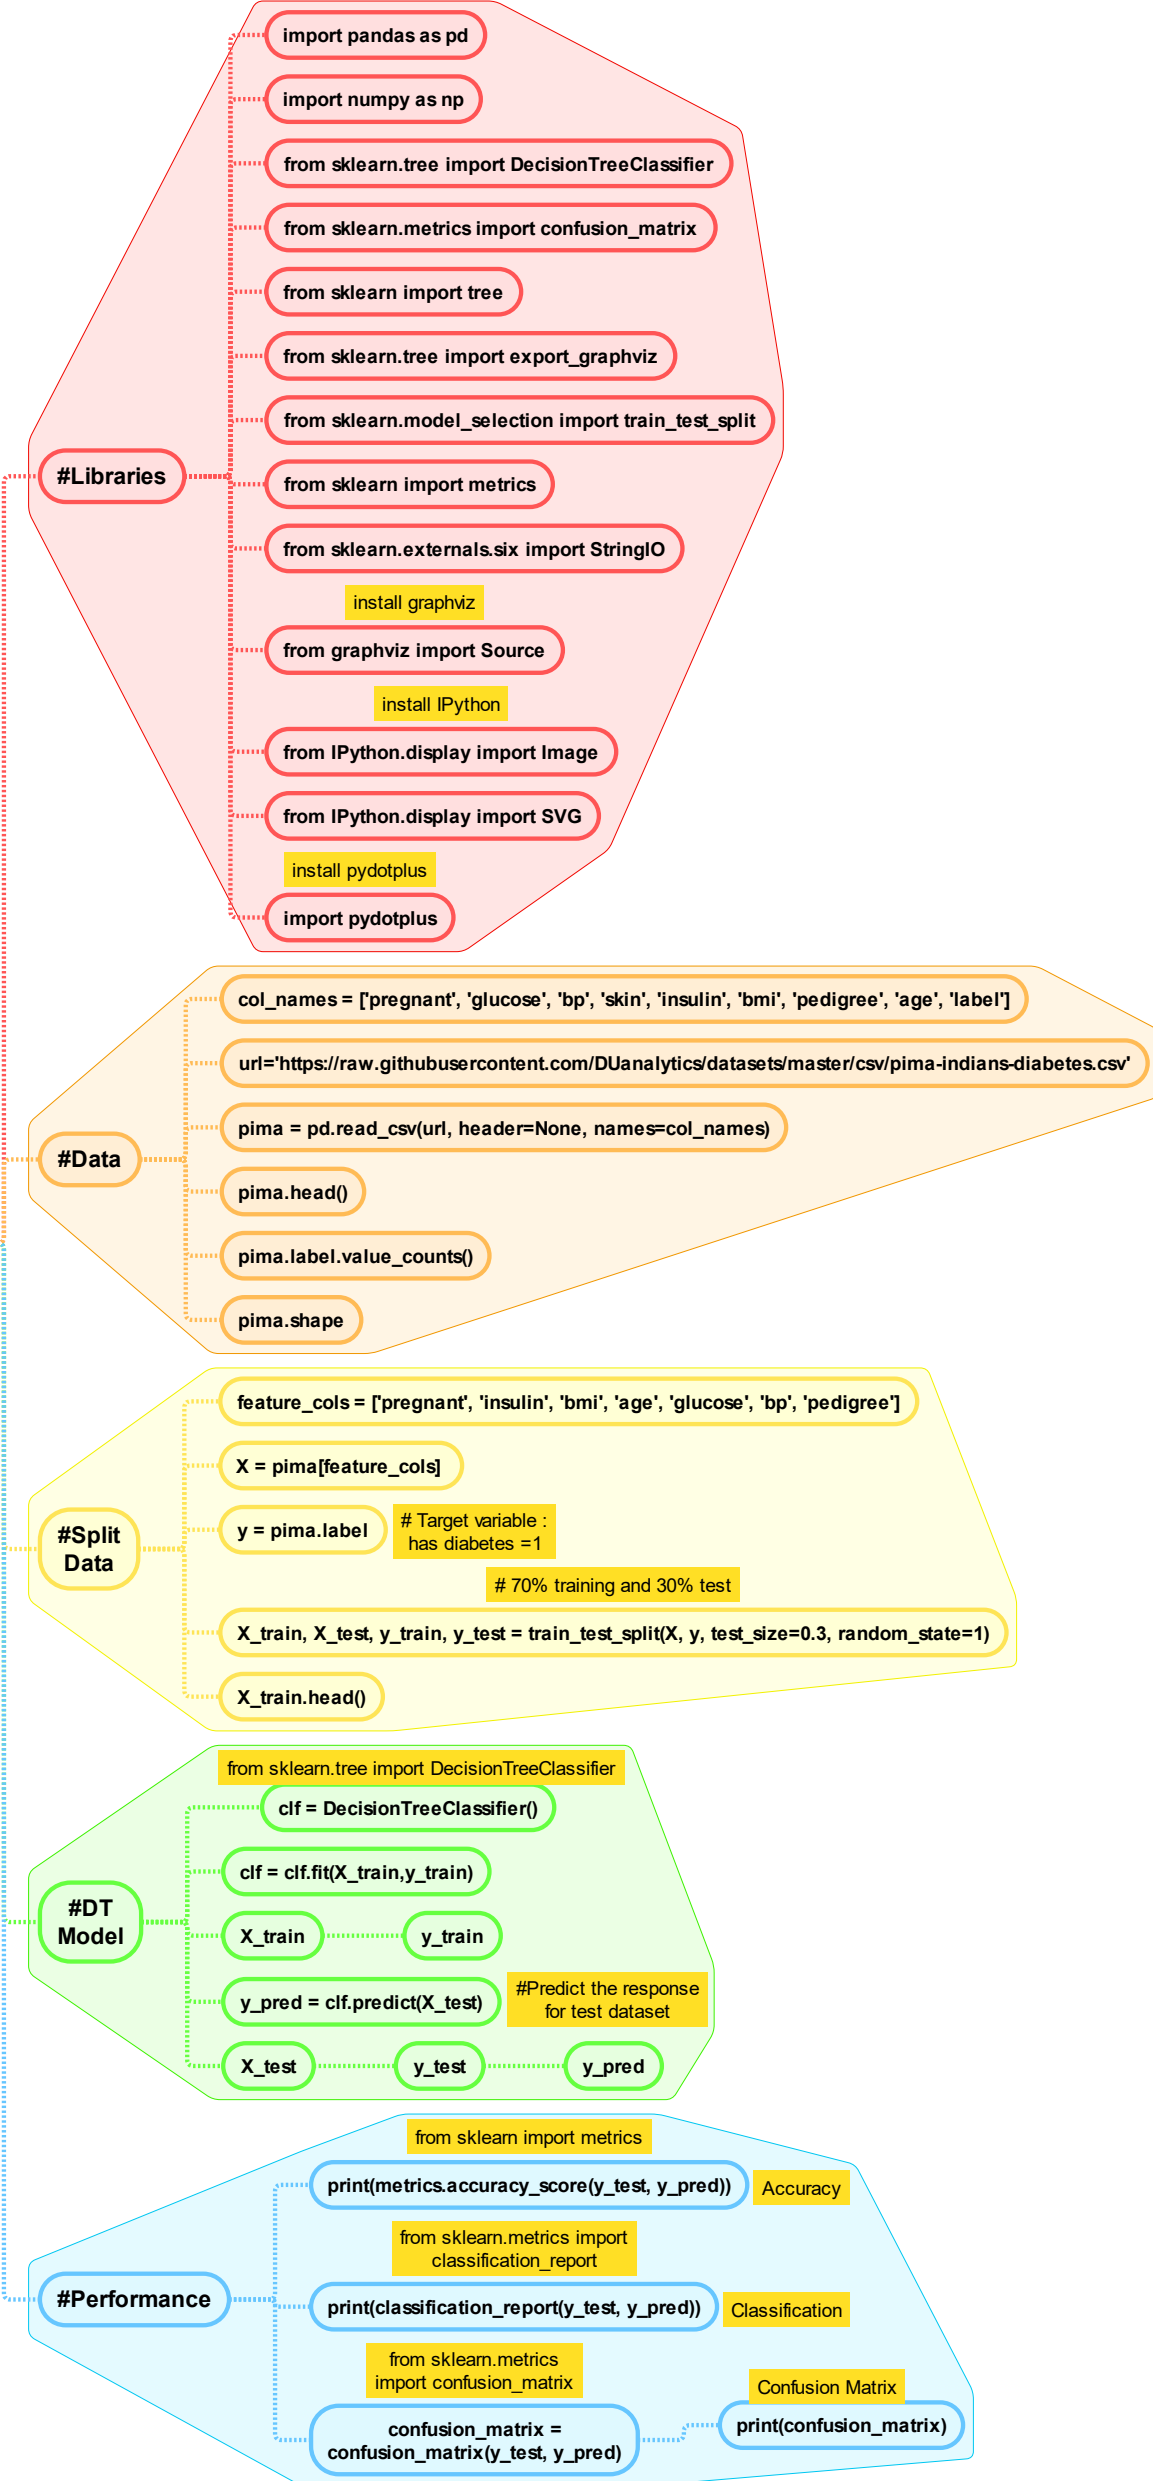 import pandas as pd
import numpy as np
from sklearn.tree import DecisionTreeClassifier
from sklearn.metrics import confusion_matrix
from sklearn import tree
from sklearn.tree import export_graphviz
from sklearn.model_selection import train_test_split
#Libraries
from sklearn import metrics
from sklearn.externals.six import StringIO
install graphviz
from graphviz import Source
install IPython
from IPython.display import Image
from IPython.display import SVG
install pydotplus
import pydotplus
col_names = ['pregnant', 'glucose', 'bp', 'skin', 'insulin', 'bmi', 'pedigree', 'age', 'label']
url='https://raw.githubusercontent.com/DUanalytics/datasets/master/csv/pima-indians-diabetes.csv'
pima = pd.read_csv(url, header=None, names=col_names)
#Data
pima.head()
pima.label.value_counts()
pima.shape
feature_cols = ['pregnant', 'insulin', 'bmi', 'age', 'glucose', 'bp', 'pedigree']
X = pima[feature_cols]
y = pima.label
# Target variable :
has diabetes =1
#Split
Data
# 70% training and 30% test
X_train, X_test, y_train, y_test = train_test_split(X, y, test_size=0.3, random_state=1)
X_train.head()
from sklearn.tree import DecisionTreeClassifier
clf = DecisionTreeClassifier()
clf = clf.fit(X_train,y_train)
#DT
Model
X_train
y_train
y_pred = clf.predict(X_test)
#Predict the response
for test dataset
X_test
y_test
y_pred
from sklearn import metrics
print(metrics.accuracy_score(y_test, y_pred))
Accuracy
from sklearn.metrics import
classification_report
#Performance
print(classification_report(y_test, y_pred))
Classification
from sklearn.metrics
import confusion_matrix
confusion_matrix =
confusion_matrix(y_test, y_pred)
Confusion Matrix
print(confusion_matrix)